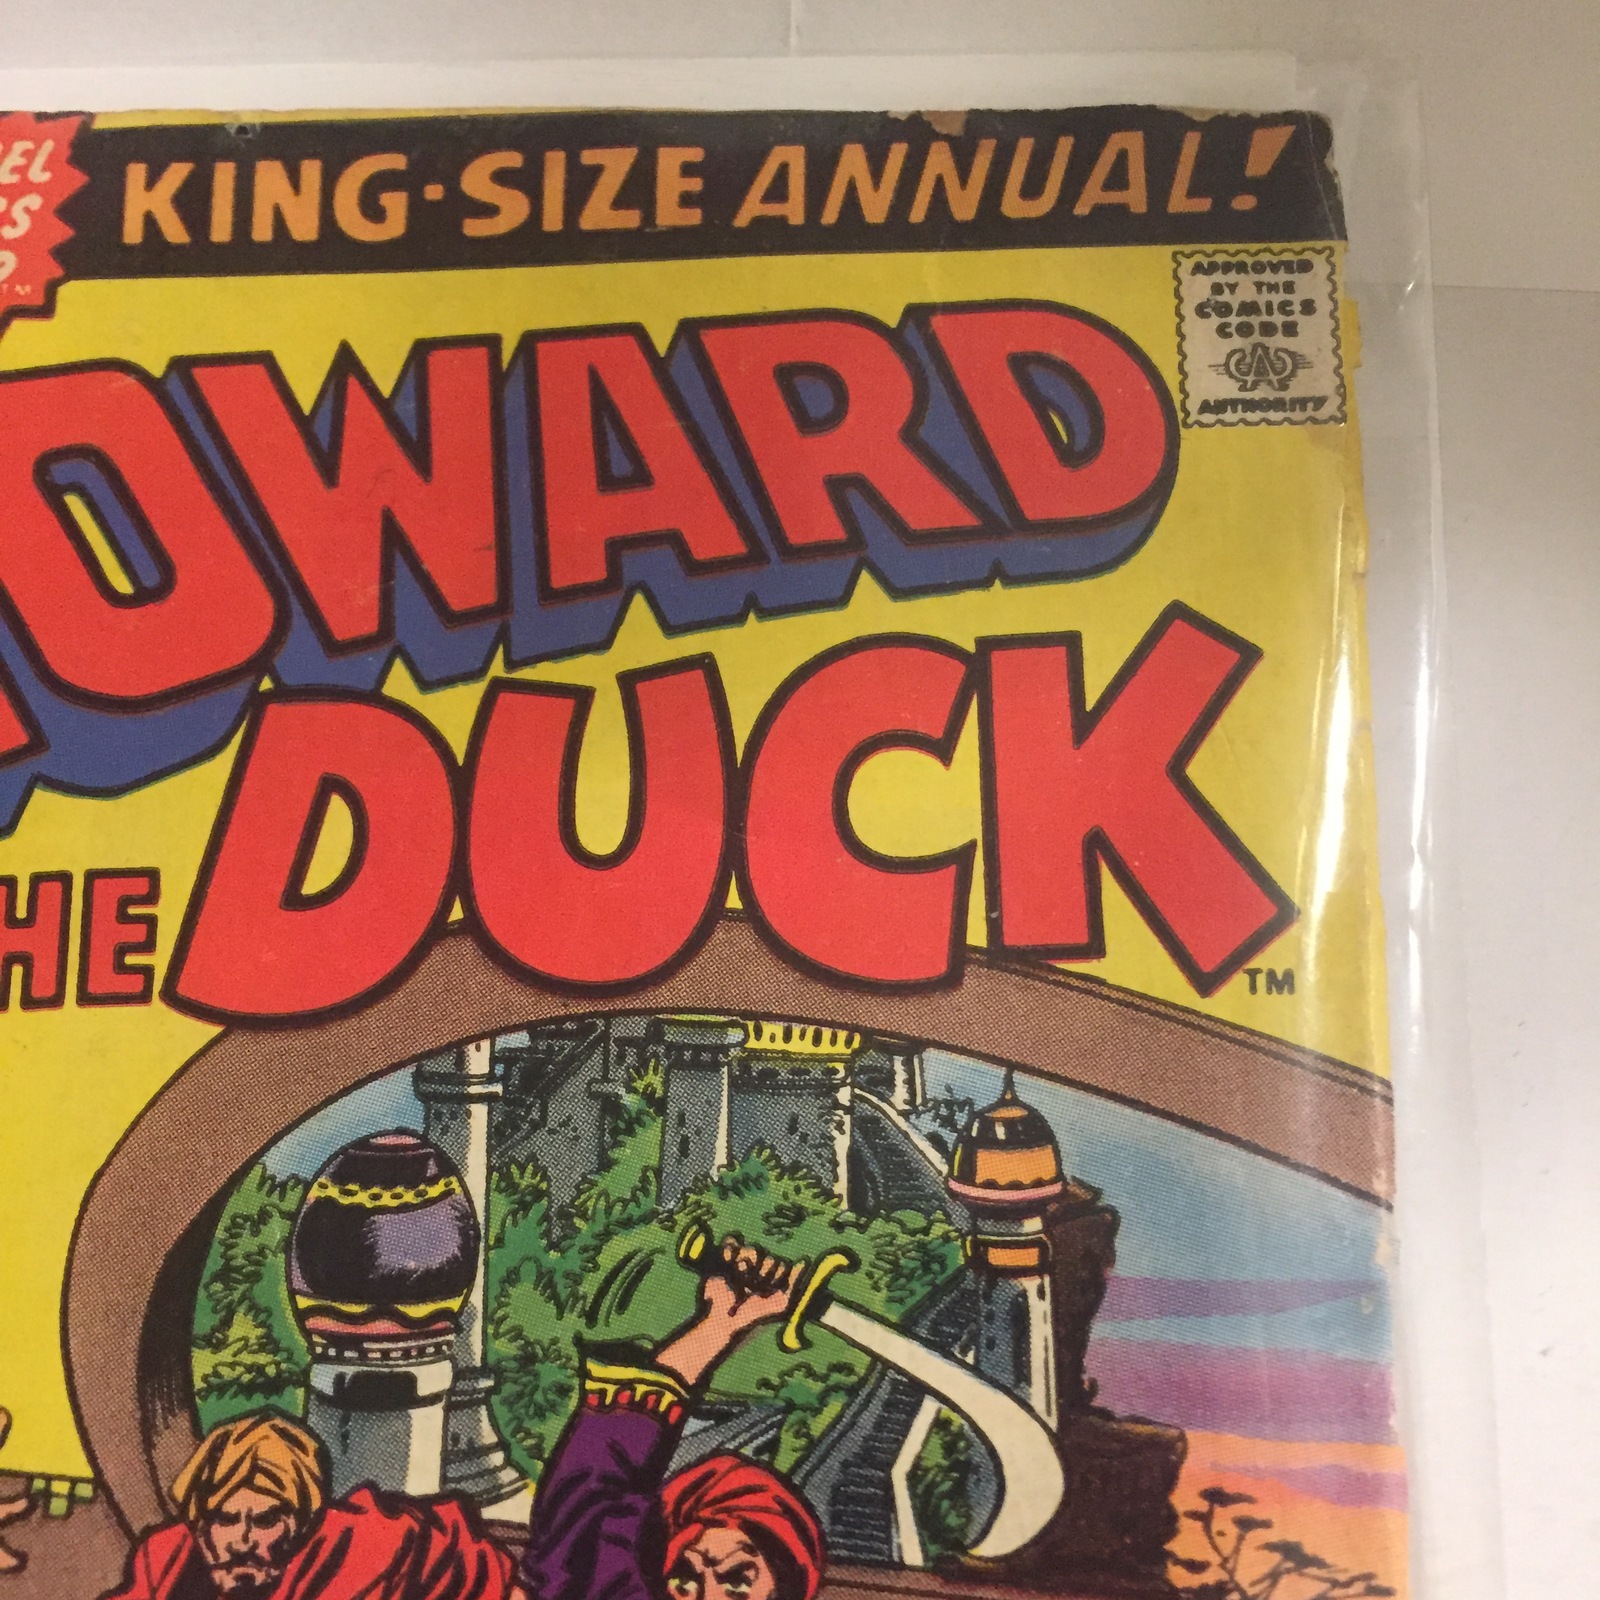 KING-SIZE ANNUAL!
APPROVED
BY THE
COMICS
CODE
AUTHORITY
OWARD
HE DUCK
TM